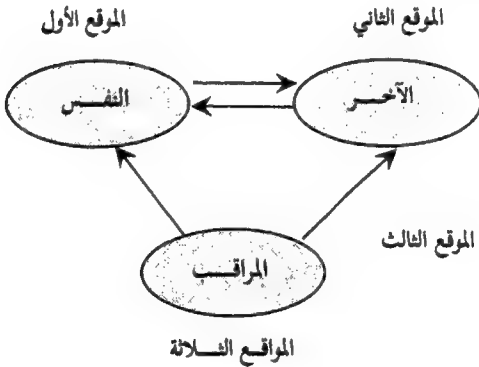 الموقع الأول
الموقع الثاني
النفس
الآخر
الموقع الثالث
المراقب
المواقع الثلاثة